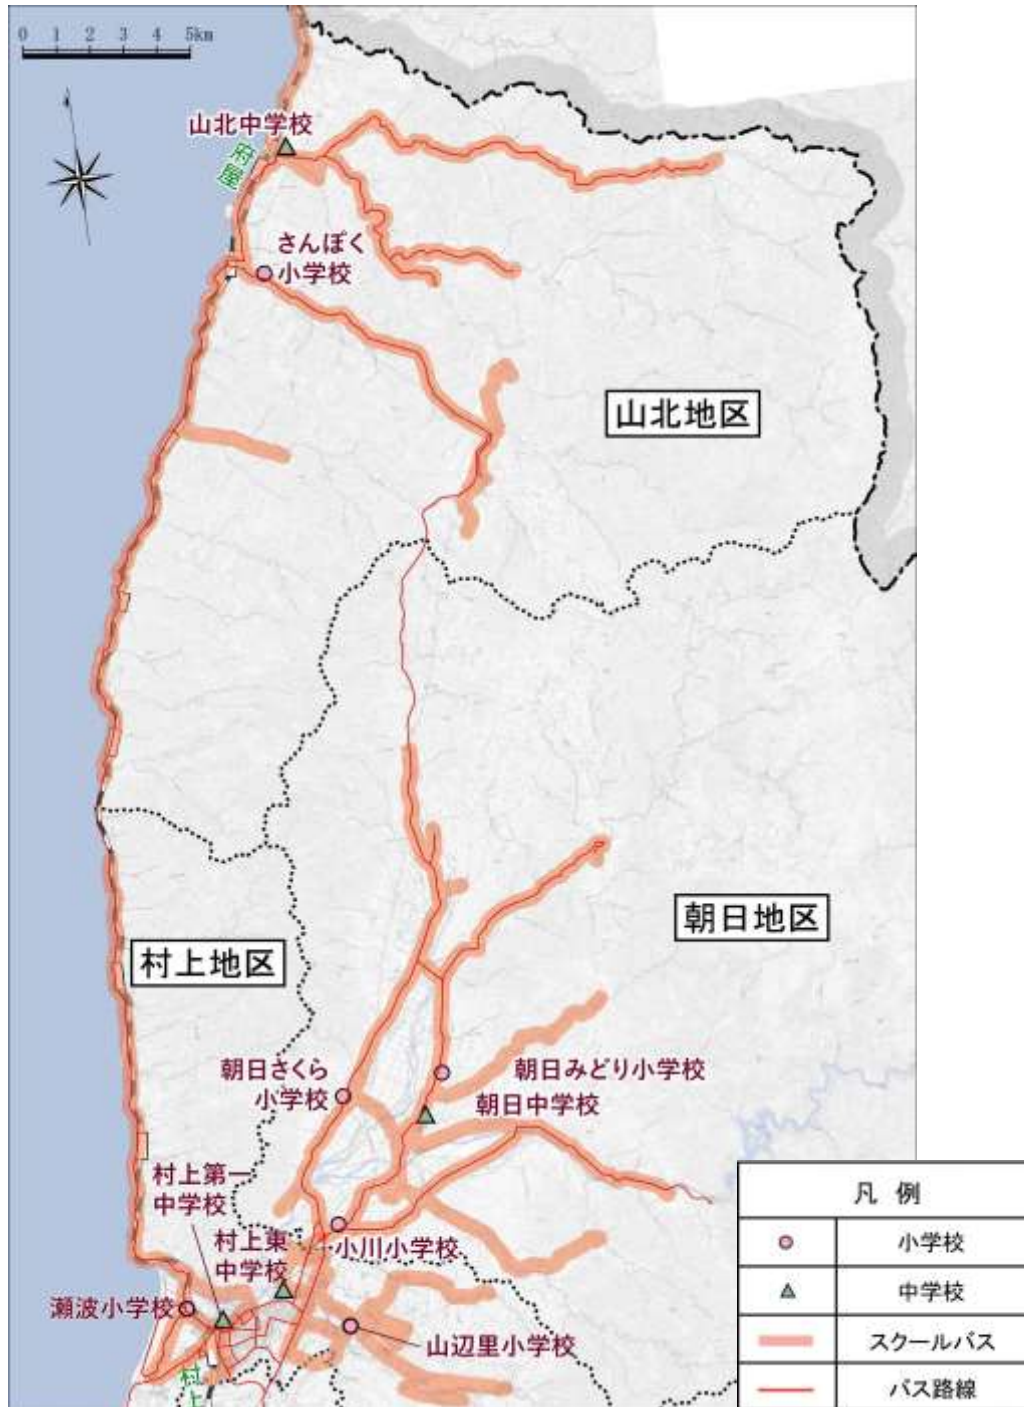 0 1 2 3 4 5km
山北中学校
府屋
さんぽく
小学校
山北地区
朝日地区
村上地区
朝日さくら
小学校
朝日みどり小学校
朝日中学校
村上第一
中学校
村上東
中学校
小川小学校
瀬波小学校
山辺里小学校
村上
凡 例
小学校
中学校
スクールバス
バス路線